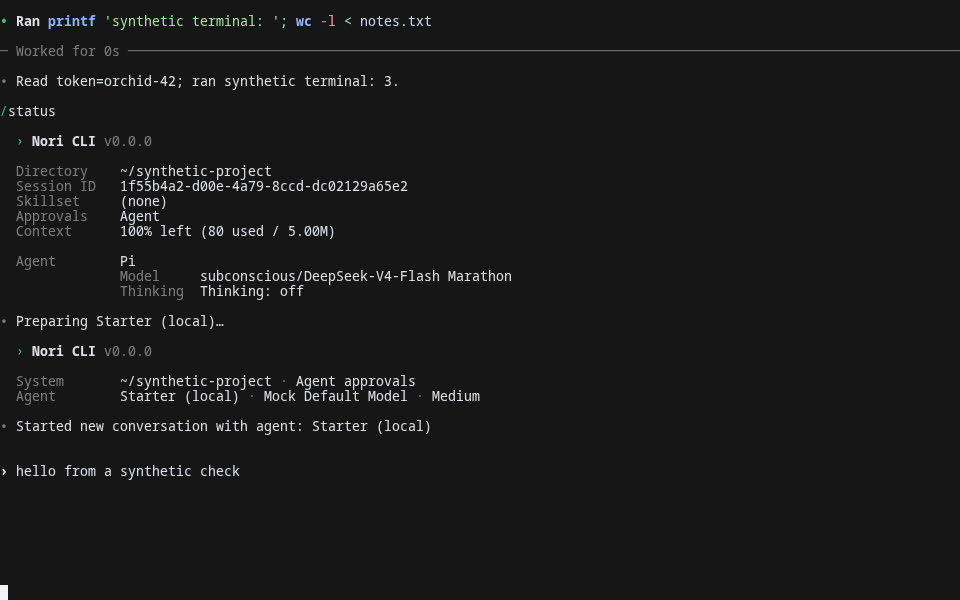 • Ran printf 'synthetic terminal: '; wc -l < notes.txt
─ Worked for 0s ─
• Read token=orchid-42; ran synthetic terminal: 3.
/status
› Nori CLI v0.0.0
Directory ~/synthetic-project
Session ID 1f55b4a2-d00e-4a79-8ccd-dc02129a65e2
Skillset (none)
Approvals Agent
Context 100% left (80 used / 5.00M)
Agent Pi
Model subconscious/DeepSeek-V4-Flash Marathon
Thinking Thinking: off
• Preparing Starter (local)…
› Nori CLI v0.0.0
System ~/synthetic-project · Agent approvals
Agent Starter (local) · Mock Default Model · Medium
• Started new conversation with agent: Starter (local)
› hello from a synthetic check